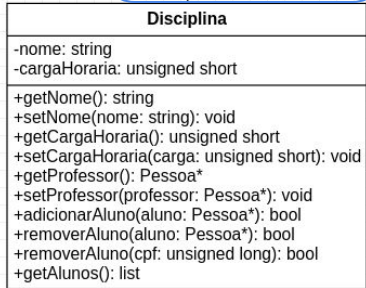 Disciplina
-nome: string
-cargaHoraria: unsigned short
+getNome(): string
+setNome(nome: string): void
+getCargaHoraria(): unsigned short
+setCargaHoraria(carga: unsigned short): void
+getProfessor(): Pessoa*
+setProfessor(professor: Pessoa*): void
+adicionarAluno(aluno: Pessoa*): bool
+removerAluno(aluno: Pessoa*): bool
+removerAluno(cpf: unsigned long): bool
+getAlunos(): list